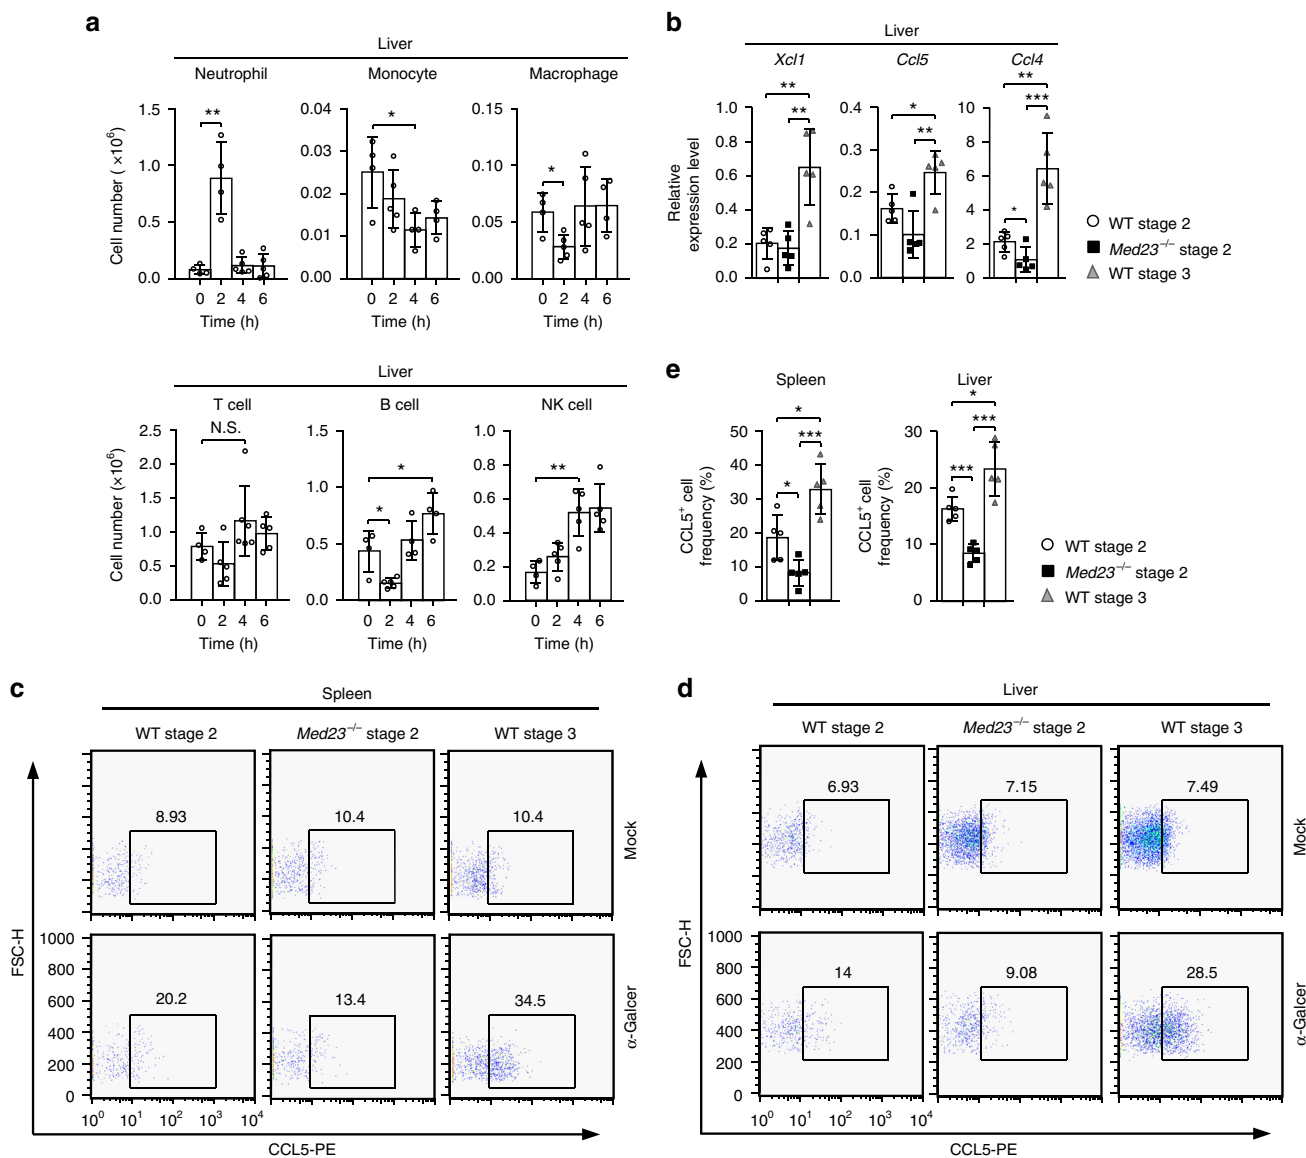 a
Liver
Neutrophil Monocyte Macrophage
Cell number ( ×10⁶)
1.5 0.04 0.15
** * *
1.0 0.03 0.10
0.02
0.5 0.01 0.05
0.0 0.00 0.00
0 2 4 6 0 2 4 6 0 2 4 6
Time (h) Time (h) Time (h)
Liver
T cell B cell NK cell
Cell number (×10⁶)
N.S. * * **
2.5 1.5 1.0
2.0 0.8
1.5 1.0 0.6
1.0 0.5 0.4
0.5 0.2
0.0 0.0 0.0
0 2 4 6 0 2 4 6 0 2 4 6
Time (h) Time (h) Time (h)
b
Liver
Xcl1 Ccl5 Ccl4
Relative
expression level
** * **
** ** ***
*
1.0 0.4 10
0.8 0.3 8
0.6 0.2 6
0.4 0.1 4
0.2 2
0.0 0.0 0
WT stage 2
Med23⁻/⁻ stage 2
WT stage 3
e
Spleen Liver
CCL5⁺ cell
frequency (%)
* ***
*
50
40
30
20
10
0
CCL5⁺ cell
frequency (%)
* ***
***
30
20
10
0
WT stage 2
Med23⁻/⁻ stage 2
WT stage 3
c
Spleen
WT stage 2 Med23⁻/⁻ stage 2 WT stage 3
8.93 10.4 10.4
Mock
20.2 13.4 34.5
α-Galcer
FSC-H
1000
800
600
400
200
0
10⁰ 10¹ 10² 10³ 10⁴
CCL5-PE
d
Liver
WT stage 2 Med23⁻/⁻ stage 2 WT stage 3
6.93 7.15 7.49
Mock
14 9.08 28.5
α-Galcer
FSC-H
1000
800
600
400
200
0
10⁰ 10¹ 10² 10³ 10⁴
CCL5-PE